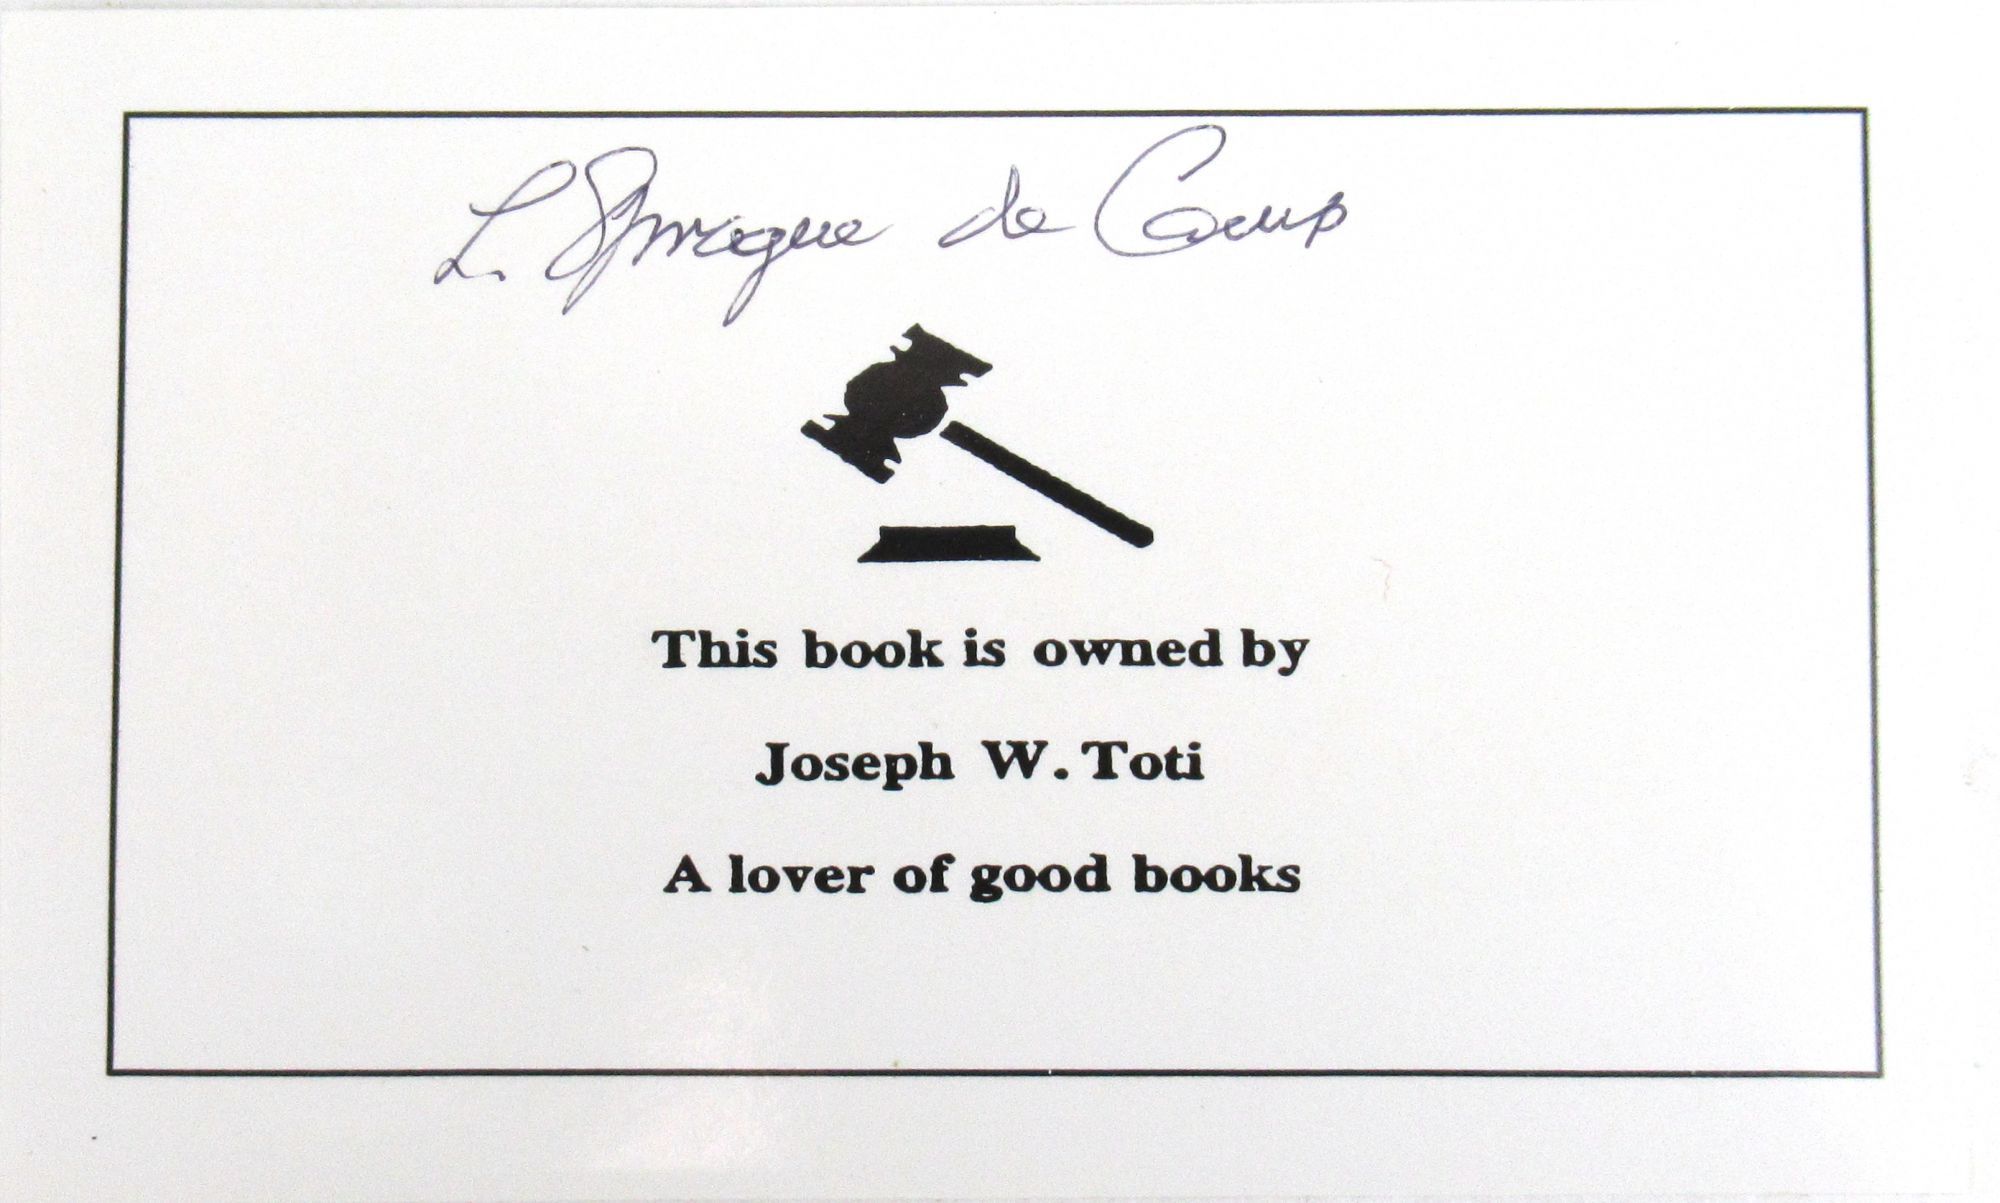 L. Sprague de Camp
This book is owned by
Joseph W. Toti
A lover of good books